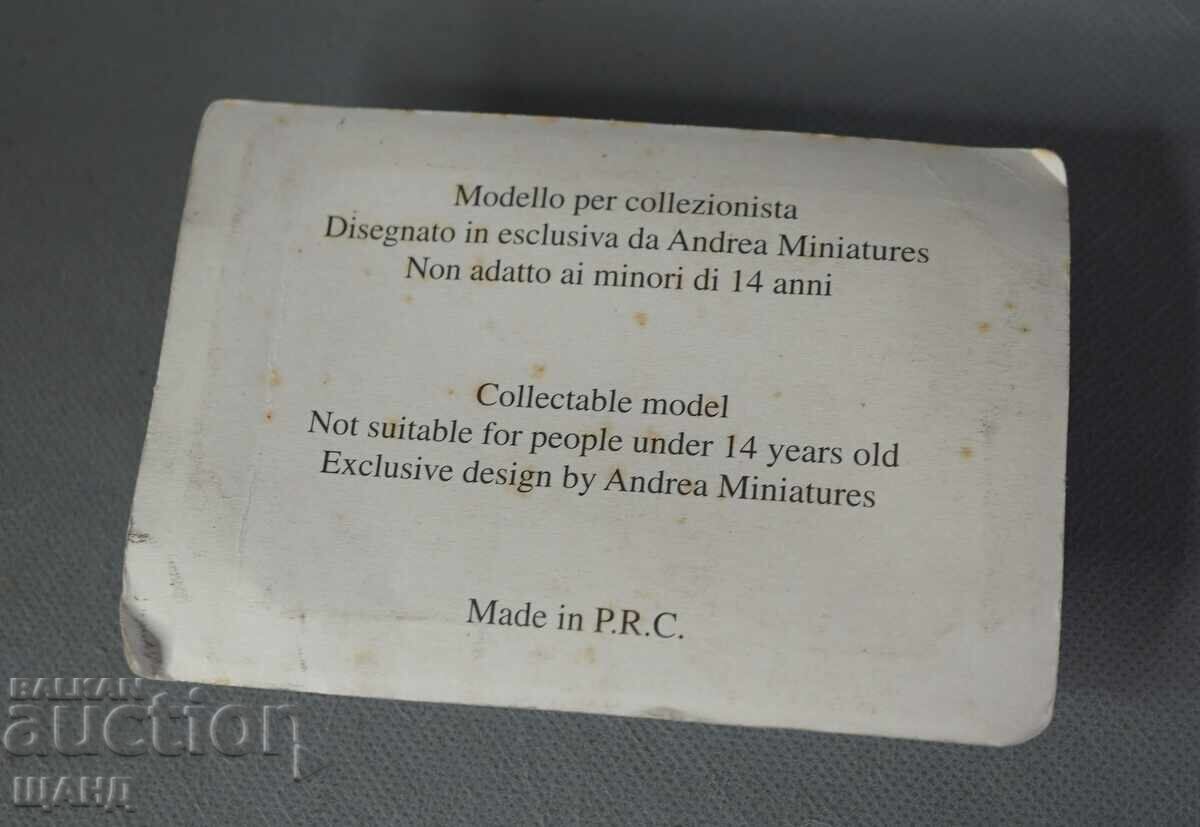 Modello per collezionista
Disegnato in esclusiva da Andrea Miniatures
Non adatto ai minori di 14 anni
Collectable model
Not suitable for people under 14 years old
Exclusive design by Andrea Miniatures
Made in P.R.C.
BALKAN
auction
ЩАНД